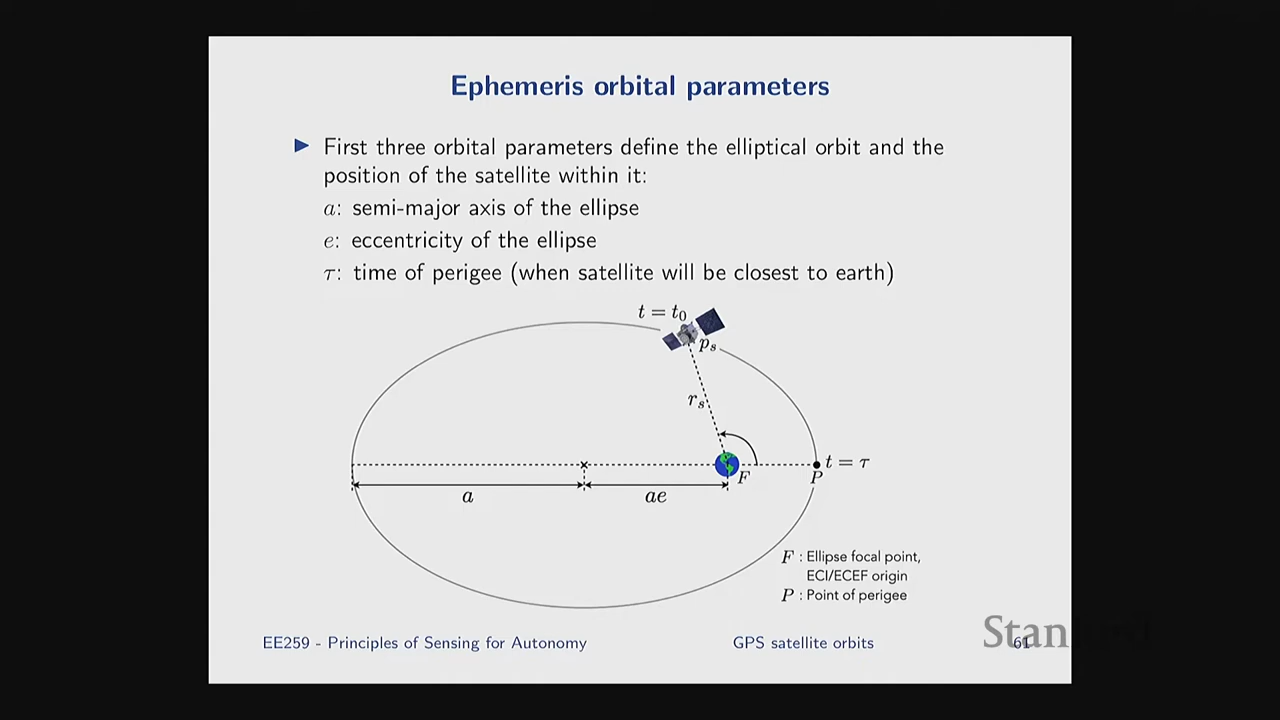 Ephemeris orbital parameters
First three orbital parameters define the elliptical orbit and the
position of the satellite within it:
a: semi-major axis of the ellipse
e: eccentricity of the ellipse
τ: time of perigee (when satellite will be closest to earth)
t = t₀
pₛ
rₛ
t = τ
F
P
a
ae
F : Ellipse focal point,
ECI/ECEF origin
P : Point of perigee
EE259 - Principles of Sensing for Autonomy
GPS satellite orbits
61
Stanford